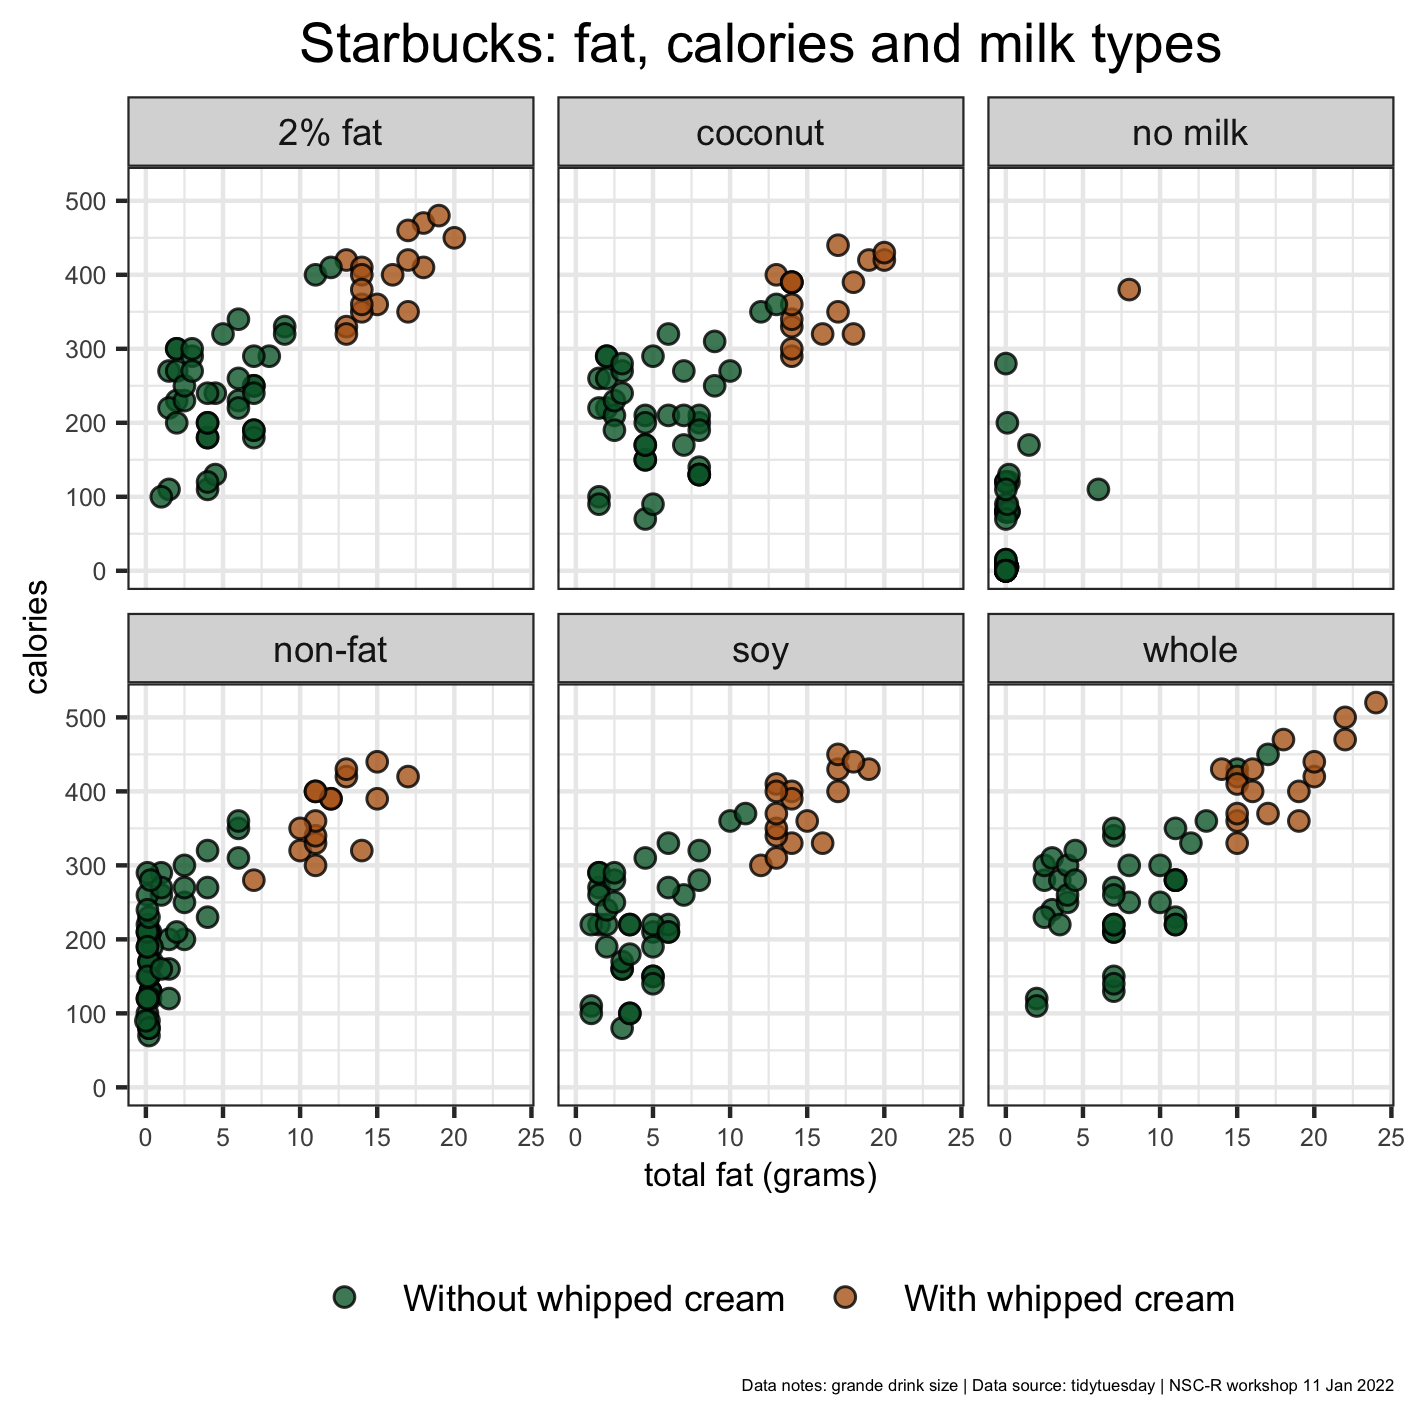 Starbucks: fat, calories and milk types
2% fat
coconut
no milk
500
400
300
200
100
0
calories
non-fat
soy
whole
500
400
300
200
100
0
0 5 10 15 20 25
0 5 10 15 20 25
0 5 10 15 20 25
total fat (grams)
Without whipped cream
With whipped cream
Data notes: grande drink size | Data source: tidytuesday | NSC-R workshop 11 Jan 2022